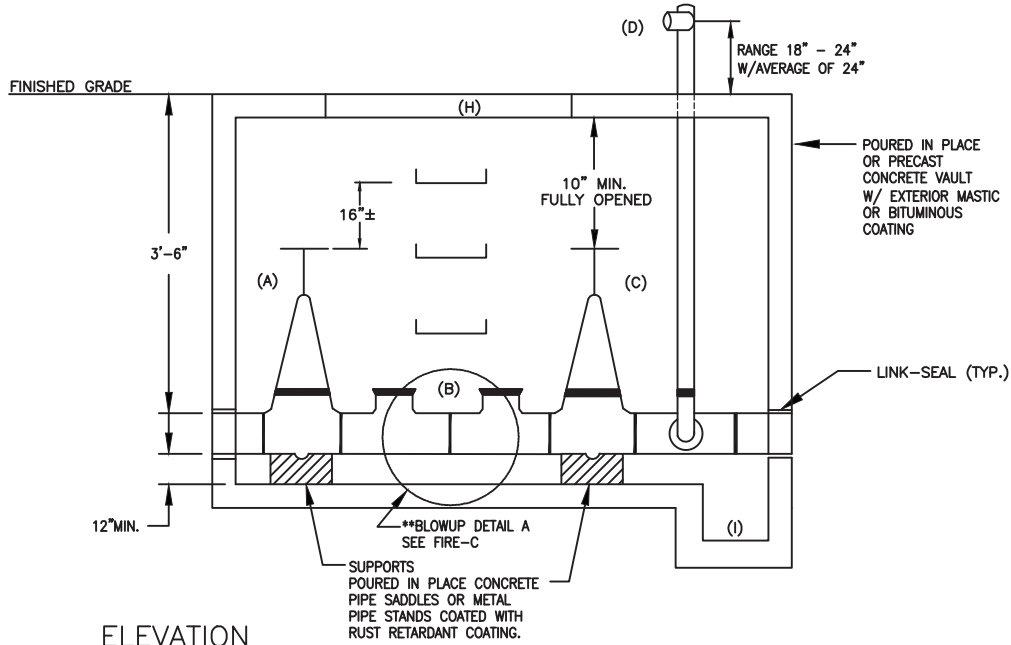 (D)
RANGE 18" - 24"
W/AVERAGE OF 24"
FINISHED GRADE
(H)
POURED IN PLACE
OR PRECAST
CONCRETE VAULT
W/ EXTERIOR MASTIC
OR BITUMINOUS
COATING
10" MIN.
FULLY OPENED
16"±
3'-6"
(A)
(C)
LINK-SEAL (TYP.)
(B)
12"MIN.
**BLOWUP DETAIL A
SEE FIRE-C
(I)
SUPPORTS
POURED IN PLACE CONCRETE
PIPE SADDLES OR METAL
PIPE STANDS COATED WITH
RUST RETARDANT COATING.
ELEVATION